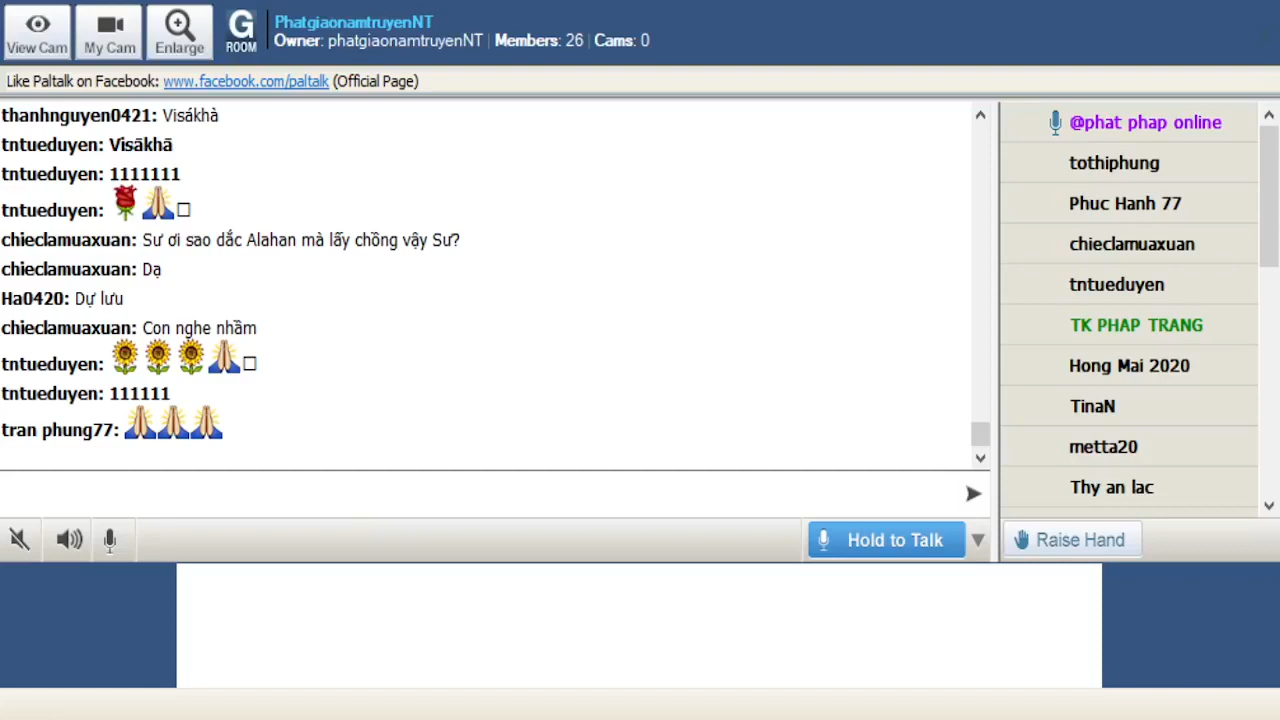 View Cam
My Cam
Enlarge
G
ROOM
PhatgiaonamtruyenNT
Owner: phatgiaonamtruyenNT | Members: 26 | Cams: 0
Like Paltalk on Facebook: www.facebook.com/paltalk (Official Page)
thanhnguyen0421: Visákhà
tntueduyen: Visākhā
tntueduyen: 1111111
tntueduyen: 🌹🙏□
chieclamuaxuan: Sư ơi sao dắc Alahan mà lấy chồng vậy Sư?
chieclamuaxuan: Dạ
Ha0420: Dự lưu
chieclamuaxuan: Con nghe nhầm
tntueduyen: 🌻🌻🌻🙏□
tntueduyen: 111111
tran phung77: 🙏🙏🙏
@phat phap online
tothiphung
Phuc Hanh 77
chieclamuaxuan
tntueduyen
TK PHAP TRANG
Hong Mai 2020
TinaN
metta20
Thy an lac
Hold to Talk
Raise Hand